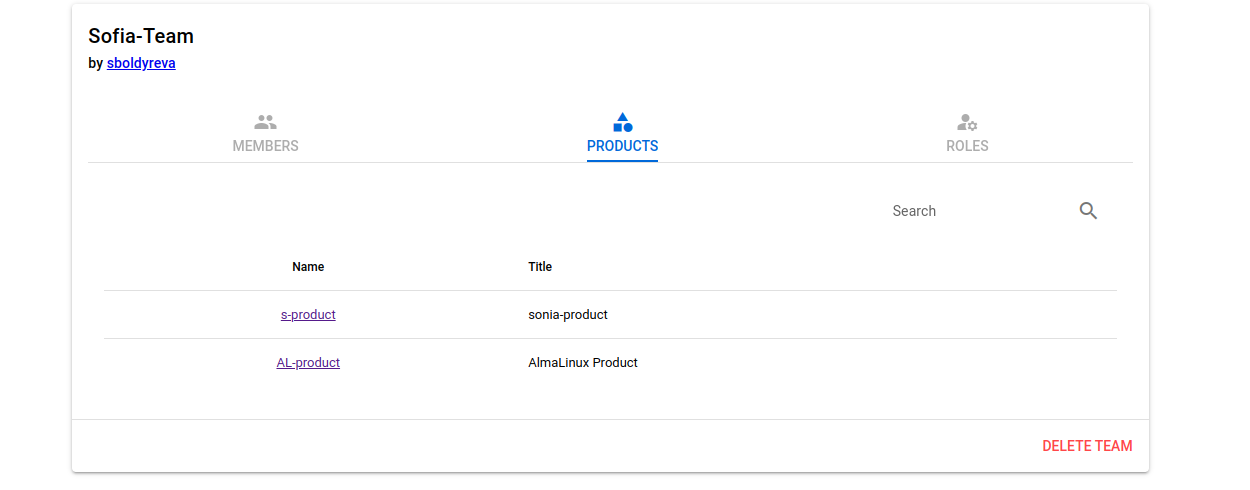 Sofia-Team
by sboldyreva
MEMBERS PRODUCTS ROLES
Search
Name Title
s-product sonia-product
AL-product AlmaLinux Product
DELETE TEAM